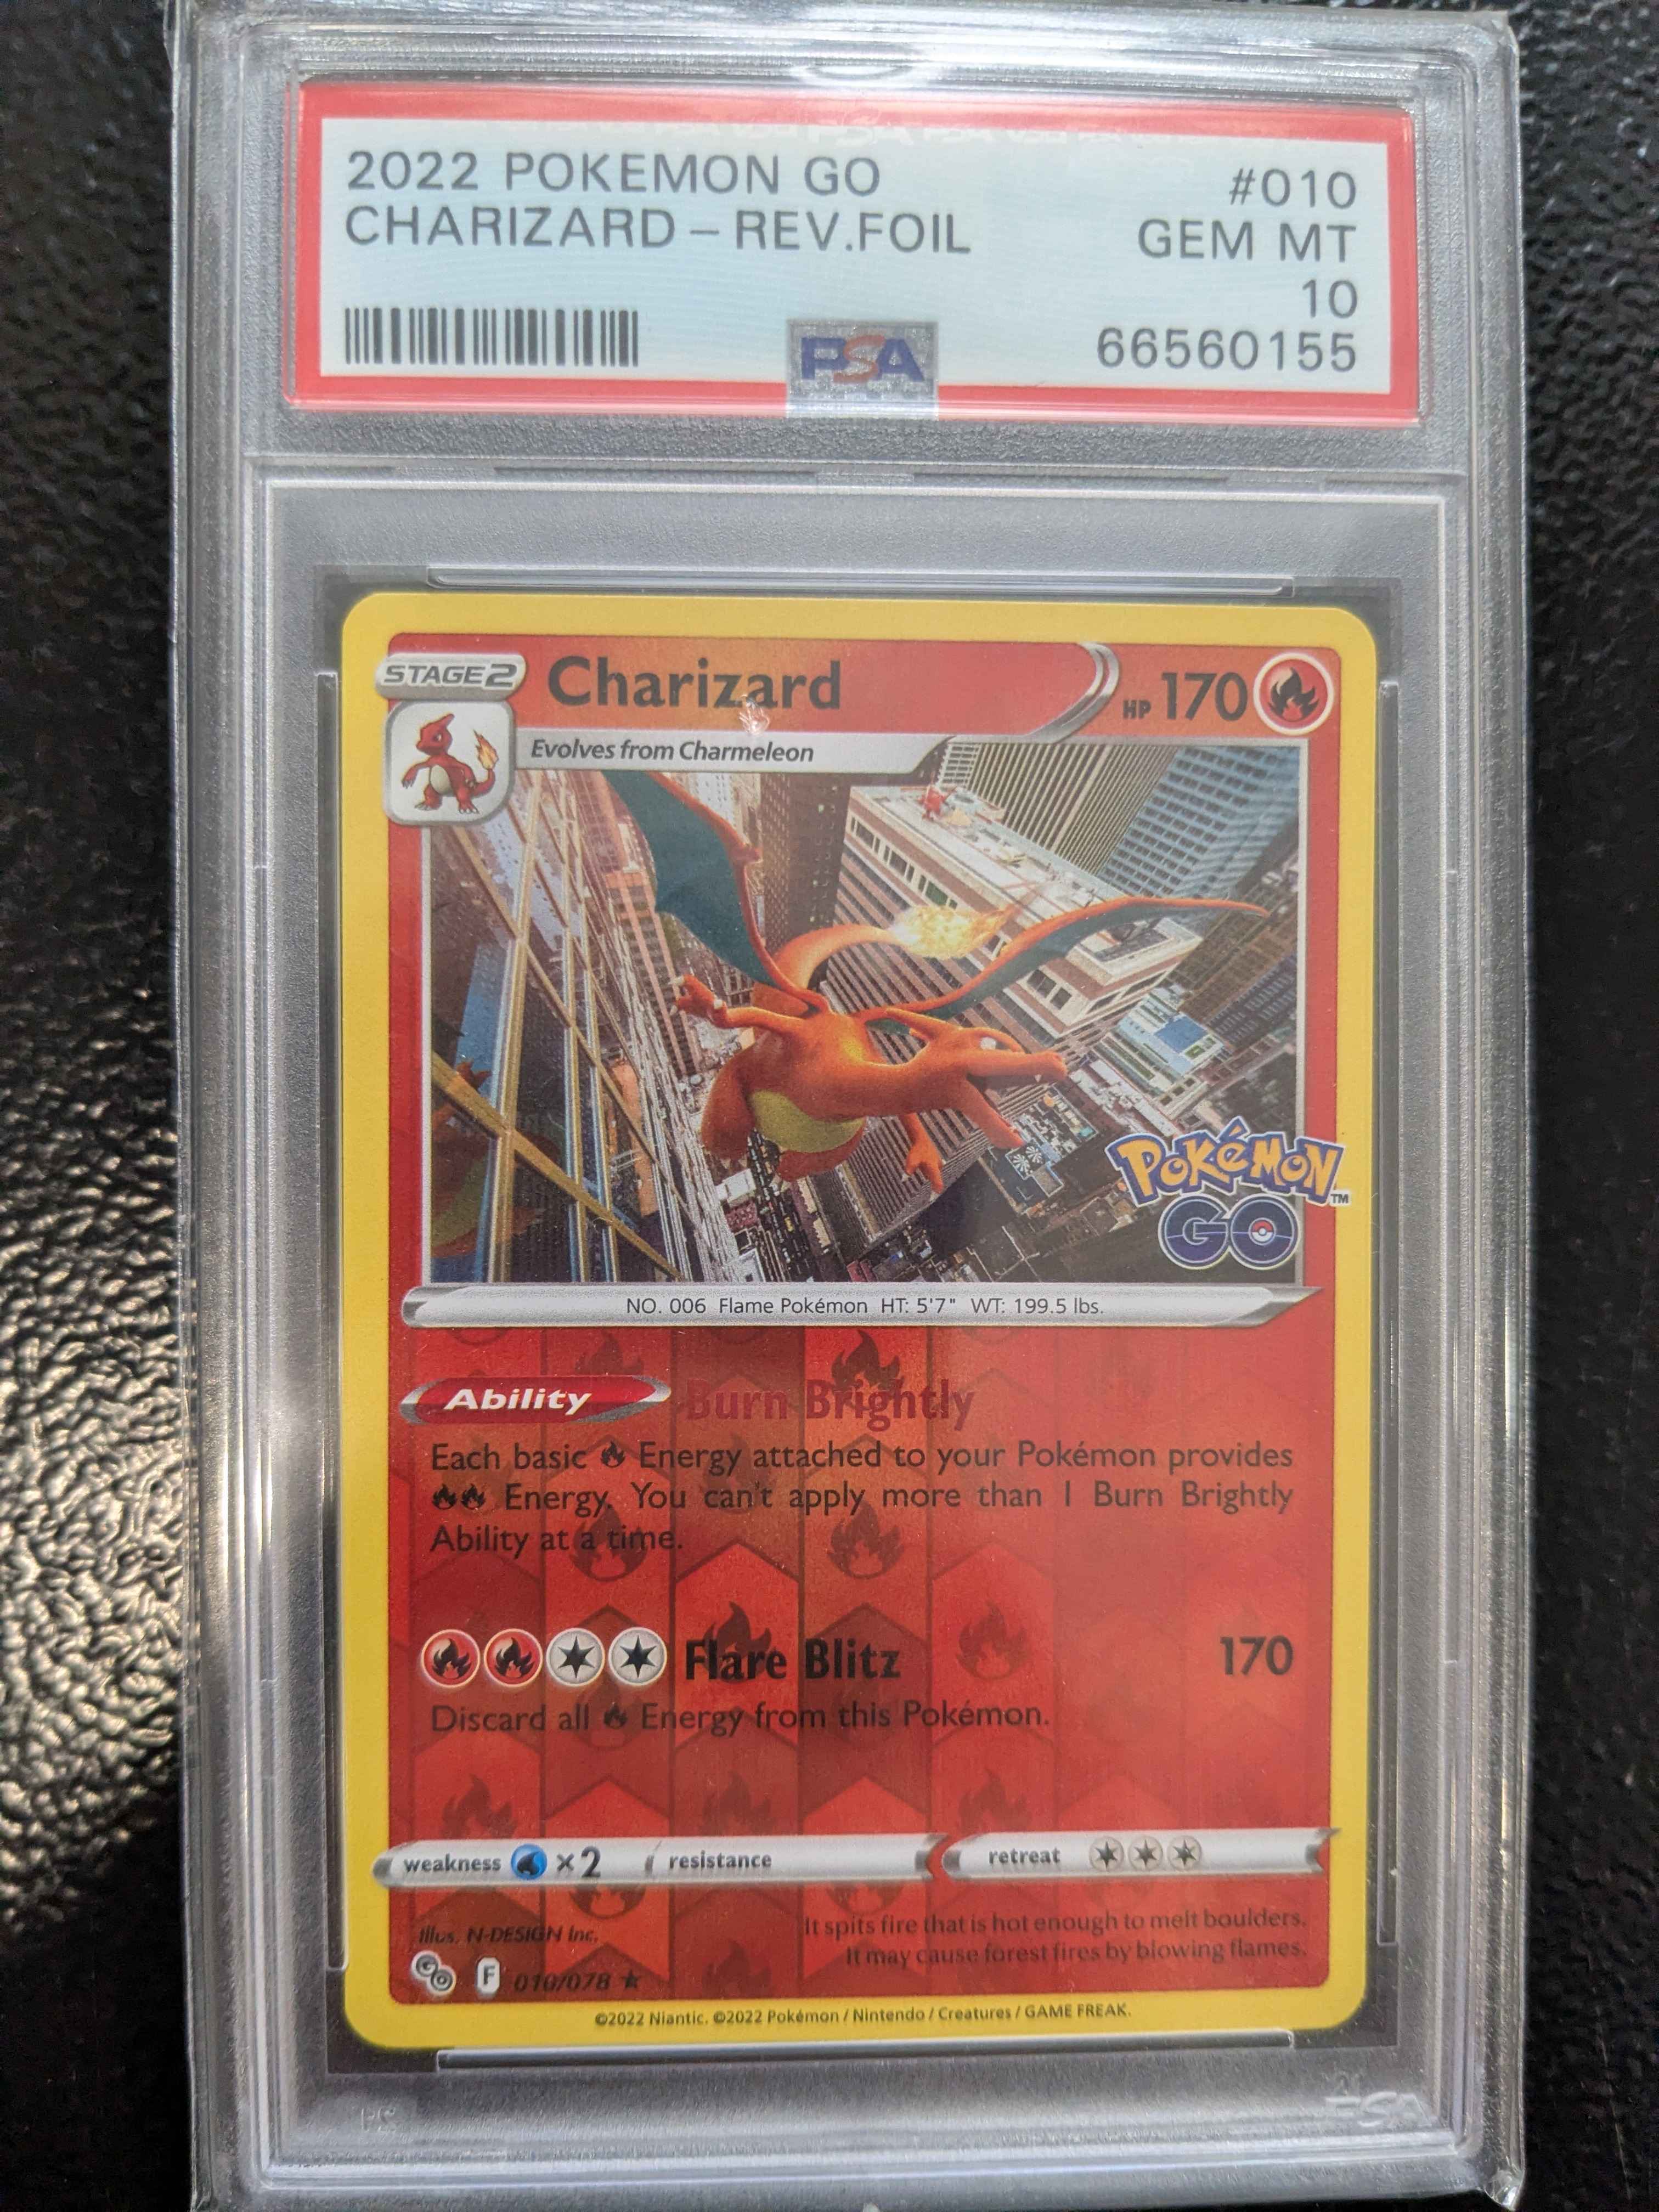 2022 POKEMON GO #010
CHARIZARD – REV.FOIL GEM MT
10
PSA 66560155
STAGE 2 Charizard HP 170
Evolves from Charmeleon
POKéMON™
GO
NO. 006 Flame Pokémon HT: 5'7" WT: 199.5 lbs.
Ability Burn Brightly
Each basic Energy attached to your Pokémon provides
Energy. You can't apply more than 1 Burn Brightly
Ability at a time.
Flare Blitz 170
Discard all Energy from this Pokémon.
weakness ×2 resistance retreat
Illus. N-DESIGN Inc. It spits fire that is hot enough to melt boulders.
It may cause forest fires by blowing flames.
GO F 010/078 ★
©2022 Niantic. ©2022 Pokémon / Nintendo / Creatures / GAME FREAK.